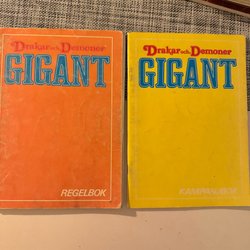 Drakar och Demoner
GIGANT
REGELBOK
Drakar och Demoner
GIGANT
KAMPANJBOK